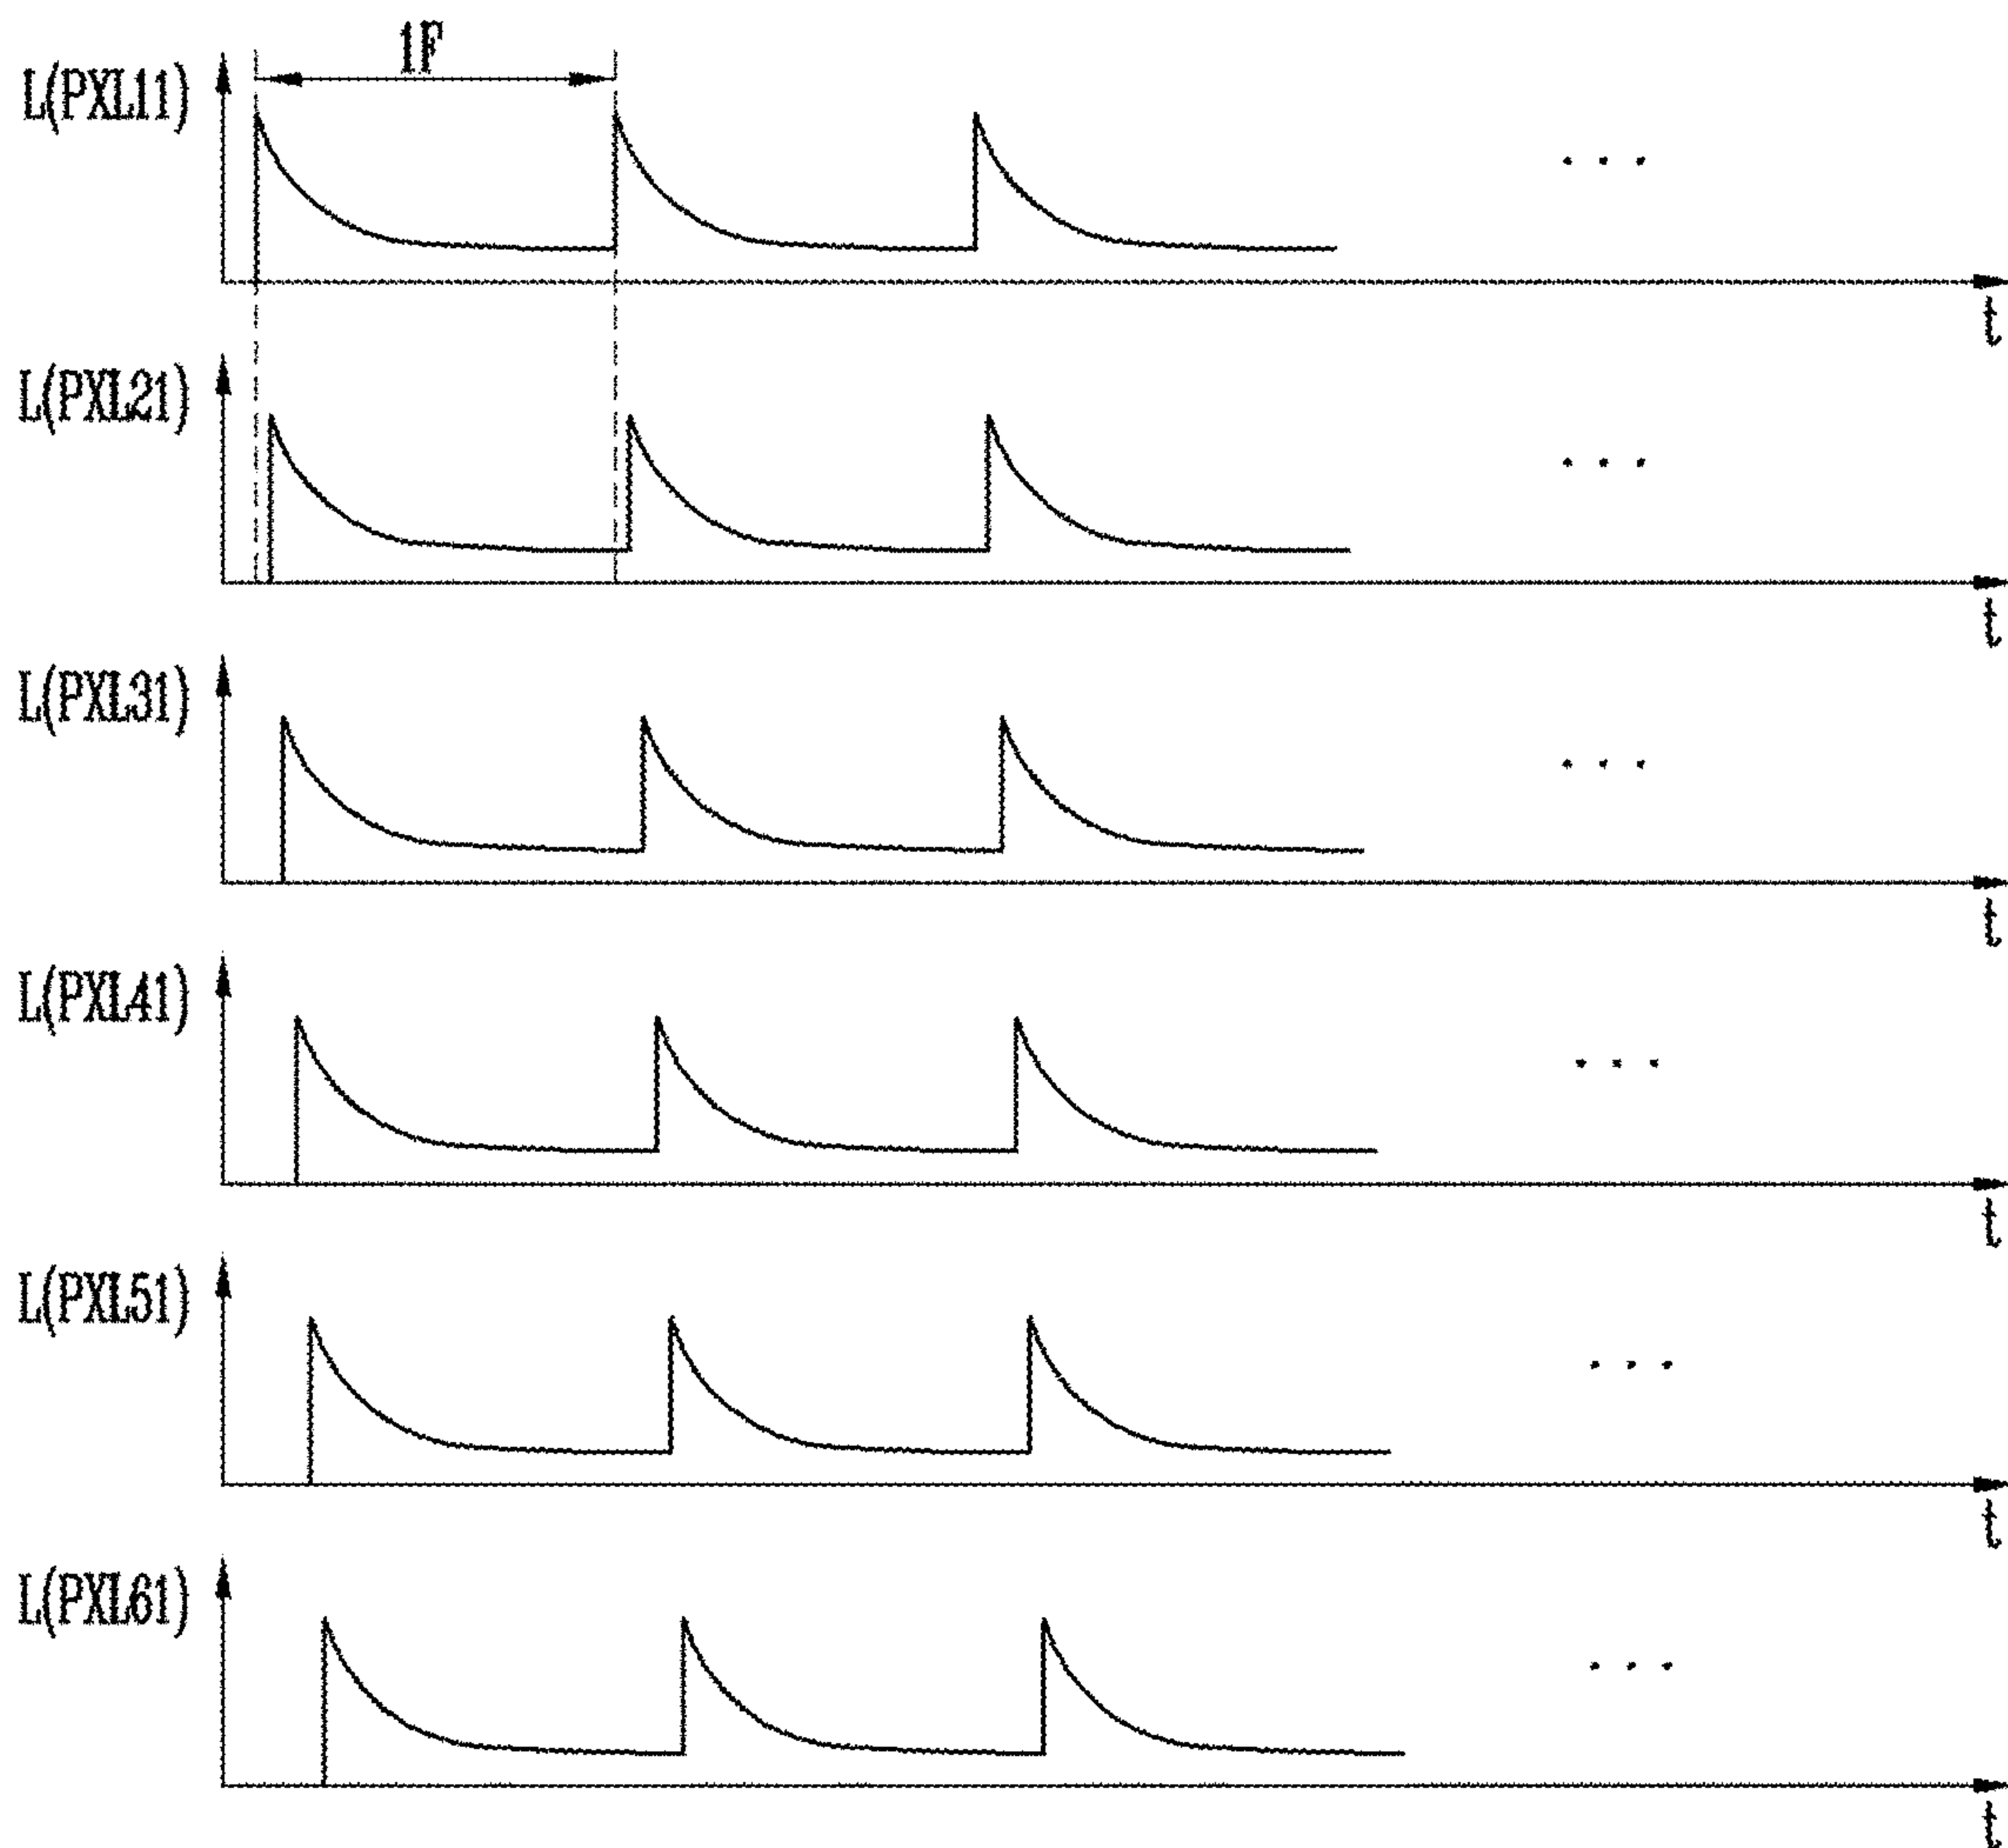 1F
L(PXL11)
. . .
t
L(PXL21)
. . .
t
L(PXL31)
. . .
t
L(PXL41)
. . .
t
L(PXL51)
. . .
t
L(PXL61)
. . .
t